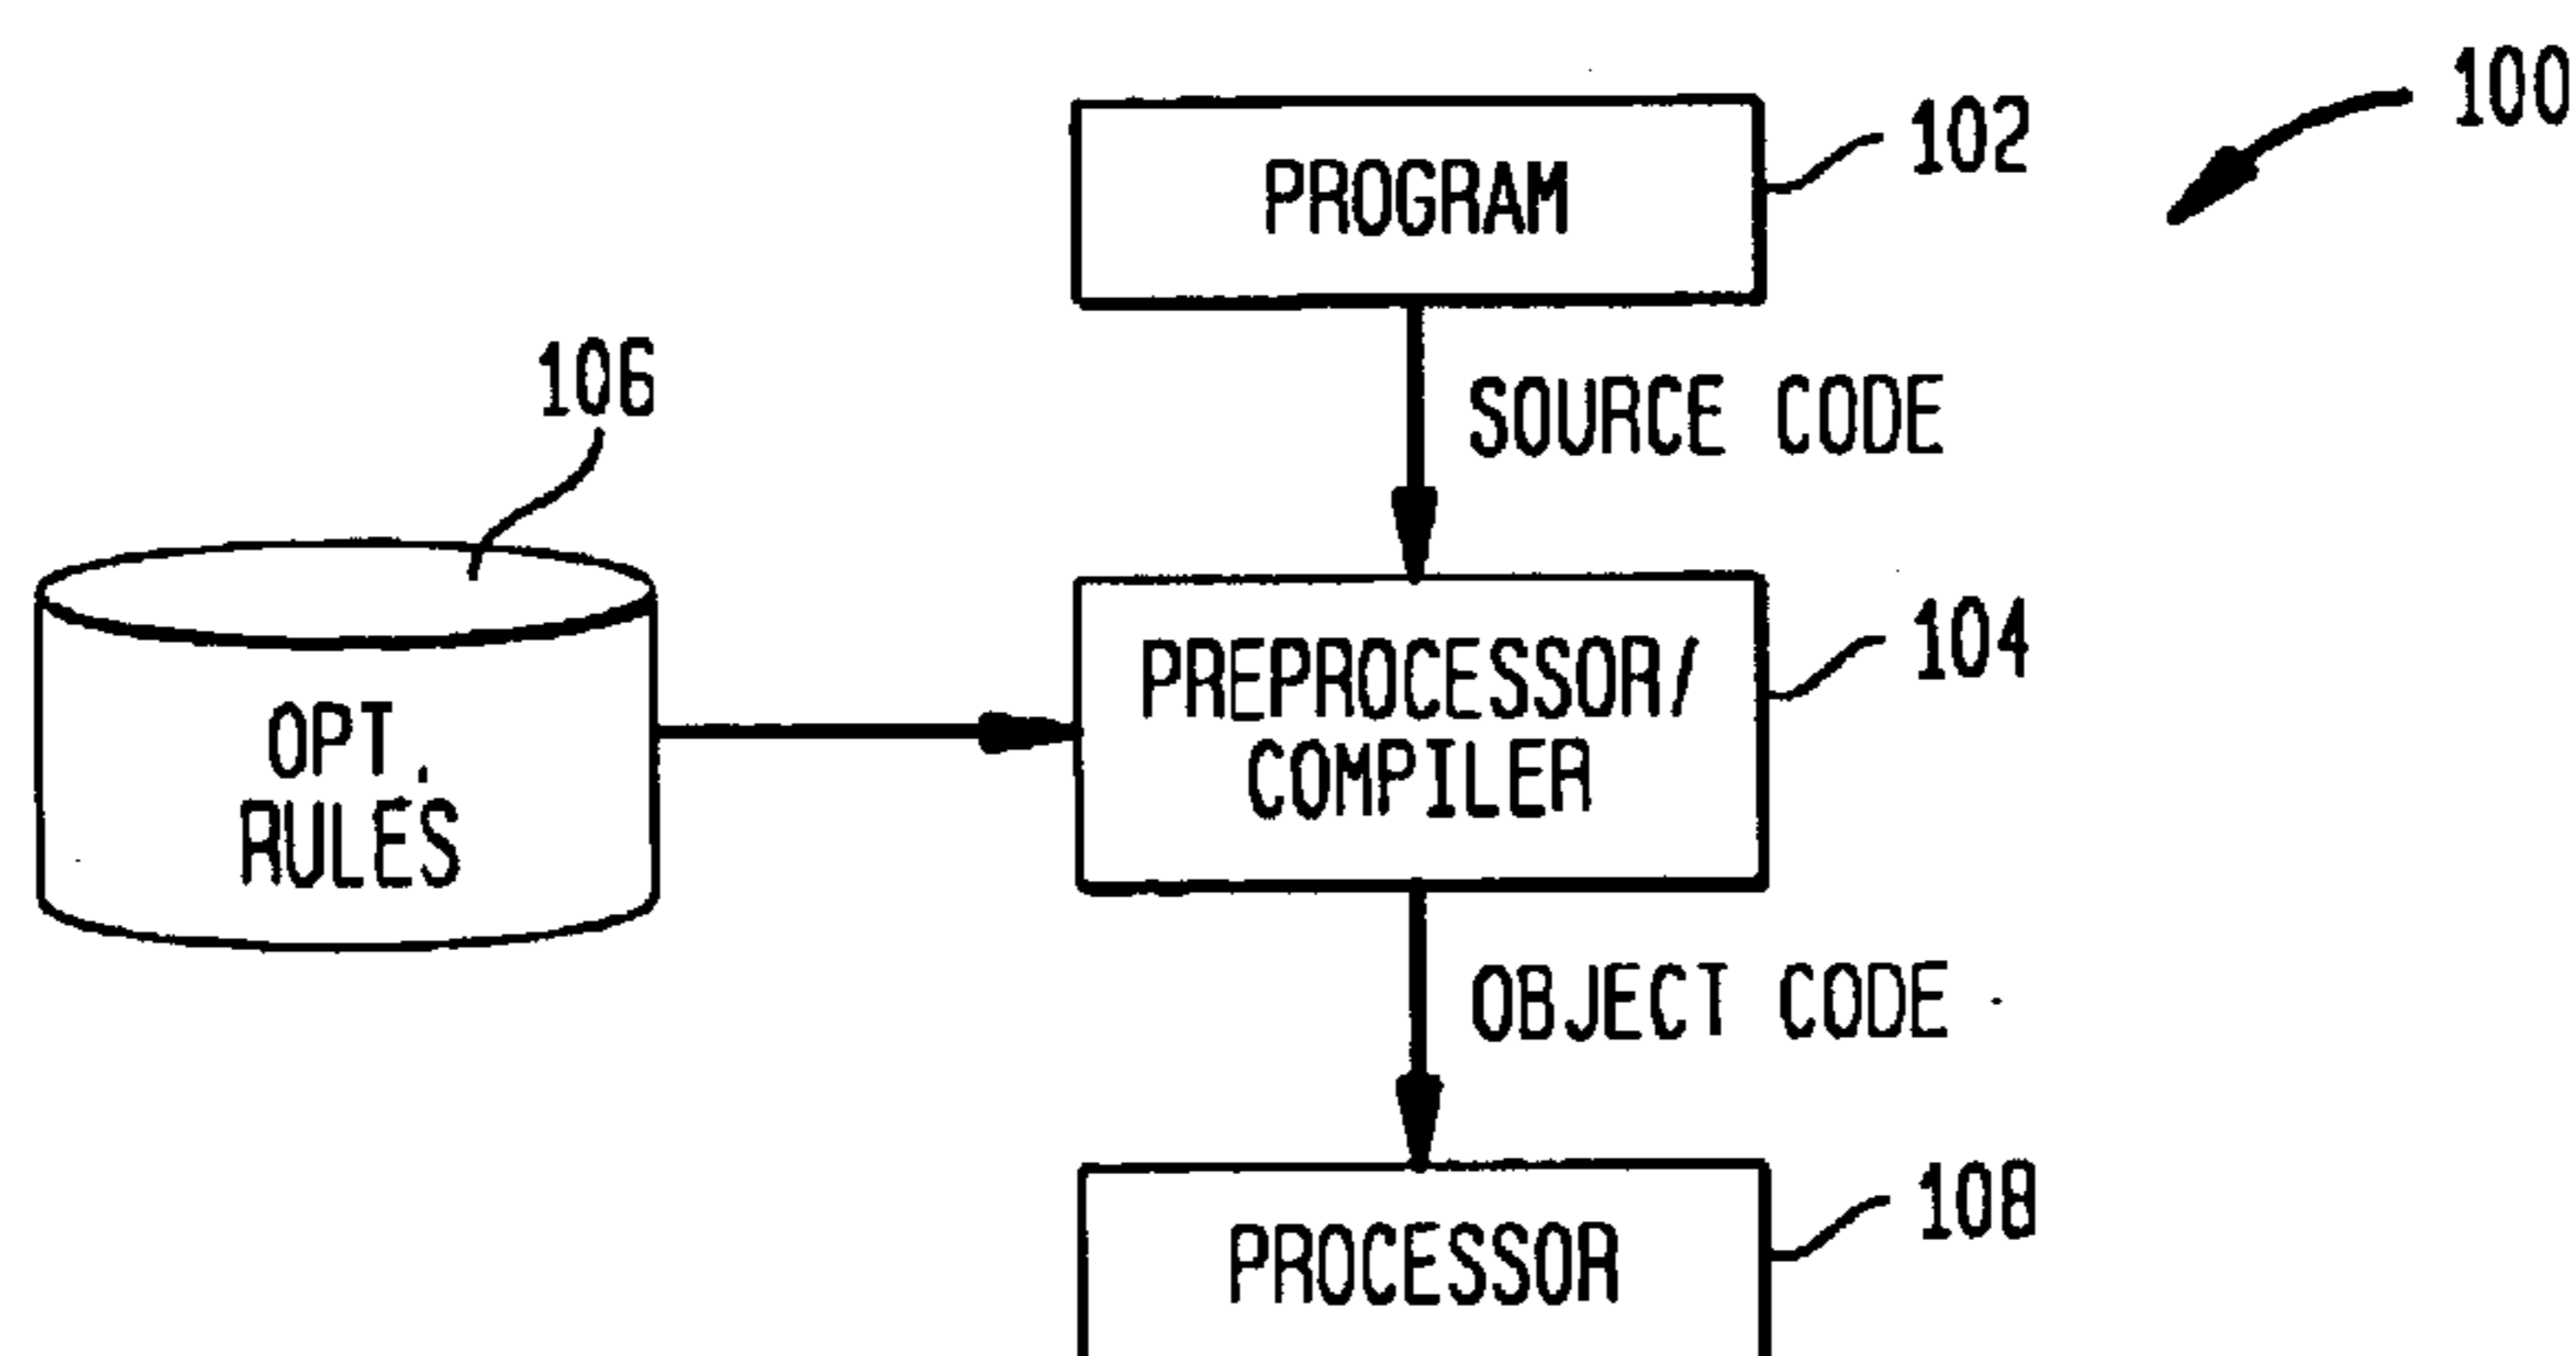 100
102
PROGRAM
SOURCE CODE
106
OPT.
RULES
104
PREPROCESSOR/
COMPILER
OBJECT CODE
108
PROCESSOR